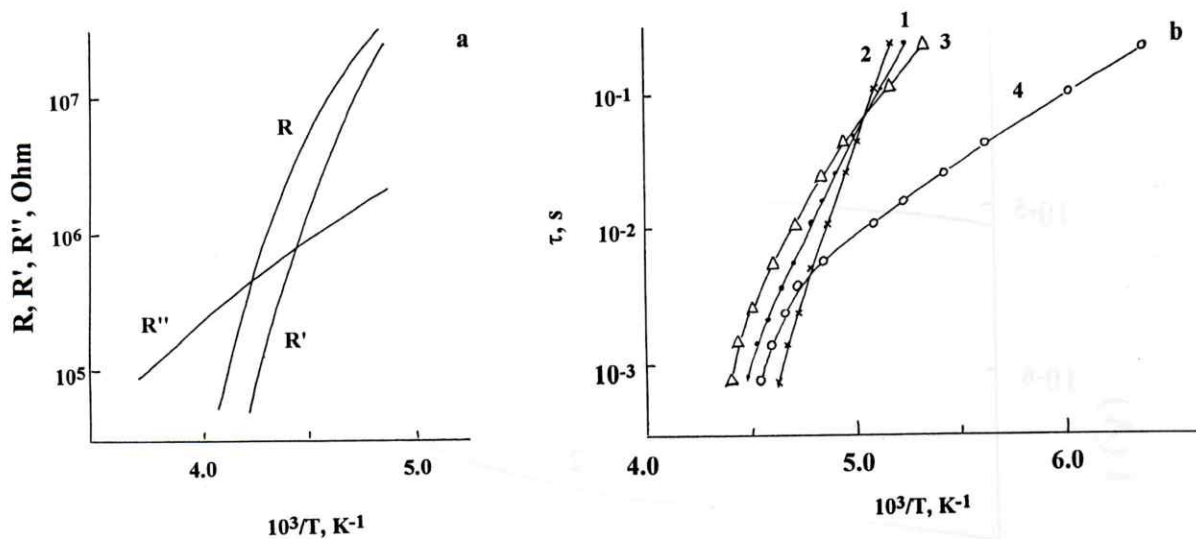 a
R, R', R'', Ohm
10⁷
10⁶
10⁵
R
R''
R'
4.0 5.0
10³/T, K⁻¹
b
τ, s
10⁻¹
10⁻²
10⁻³
1
2
3
4
4.0 5.0 6.0
10³/T, K⁻¹